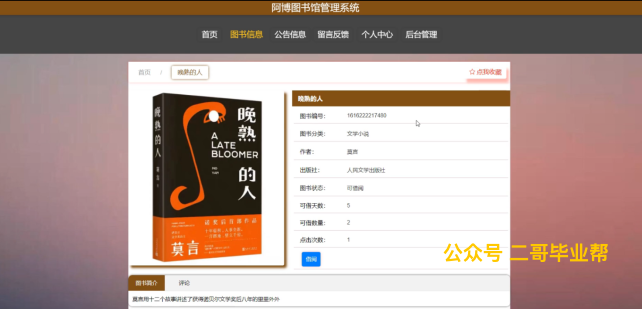 阿博图书馆管理系统
首页 图书信息 公告信息 留言反馈 个人中心 后台管理
首页 / 晚熟的人
☆点我收藏
晚熟的人
A LATE BLOOMER
莫言
晚熟的人
图书编号: 1616222217480
图书分类: 文学小说
作者: 莫言
出版社: 人民文学出版社
图书状态: 可借阅
可借天数: 5
可借数量: 2
点击次数: 1
借阅
公众号 二哥毕业帮
图书简介 评论
莫言用十二个故事讲述了获得诺贝尔文学奖后八年的里里外外